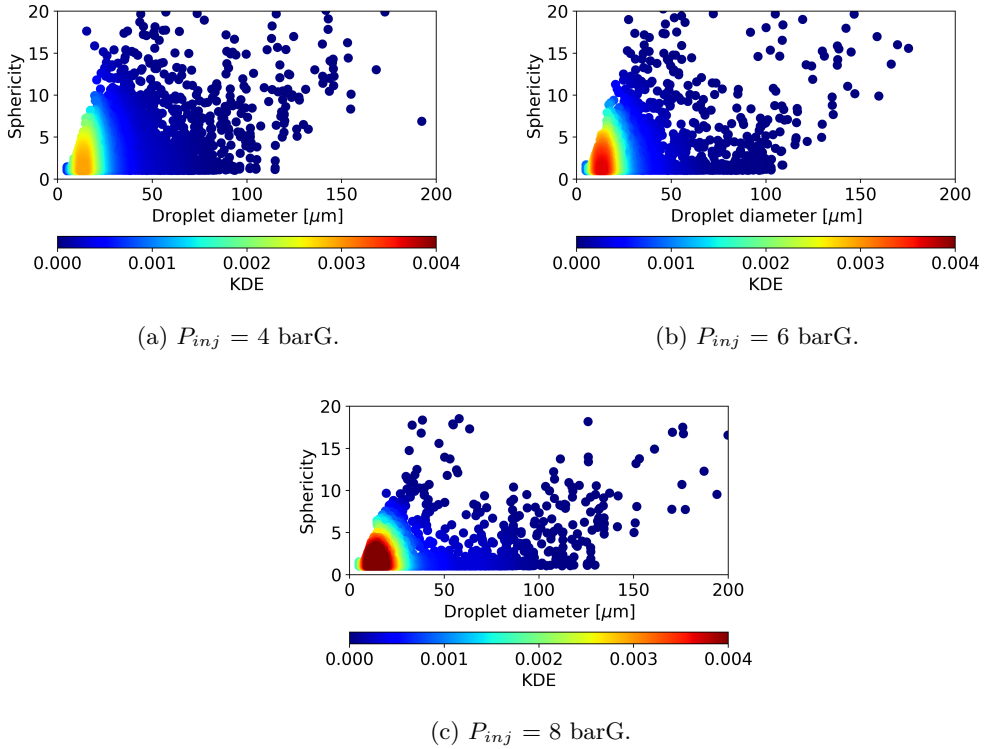 20
15
10
5
0
Sphericity
0 50 100 150 200
Droplet diameter [μm]
0.000 0.001 0.002 0.003 0.004
KDE
(a) P_inj = 4 barG.
20
15
10
5
0
Sphericity
0 50 100 150 200
Droplet diameter [μm]
0.000 0.001 0.002 0.003 0.004
KDE
(b) P_inj = 6 barG.
20
15
10
5
0
Sphericity
0 50 100 150 200
Droplet diameter [μm]
0.000 0.001 0.002 0.003 0.004
KDE
(c) P_inj = 8 barG.